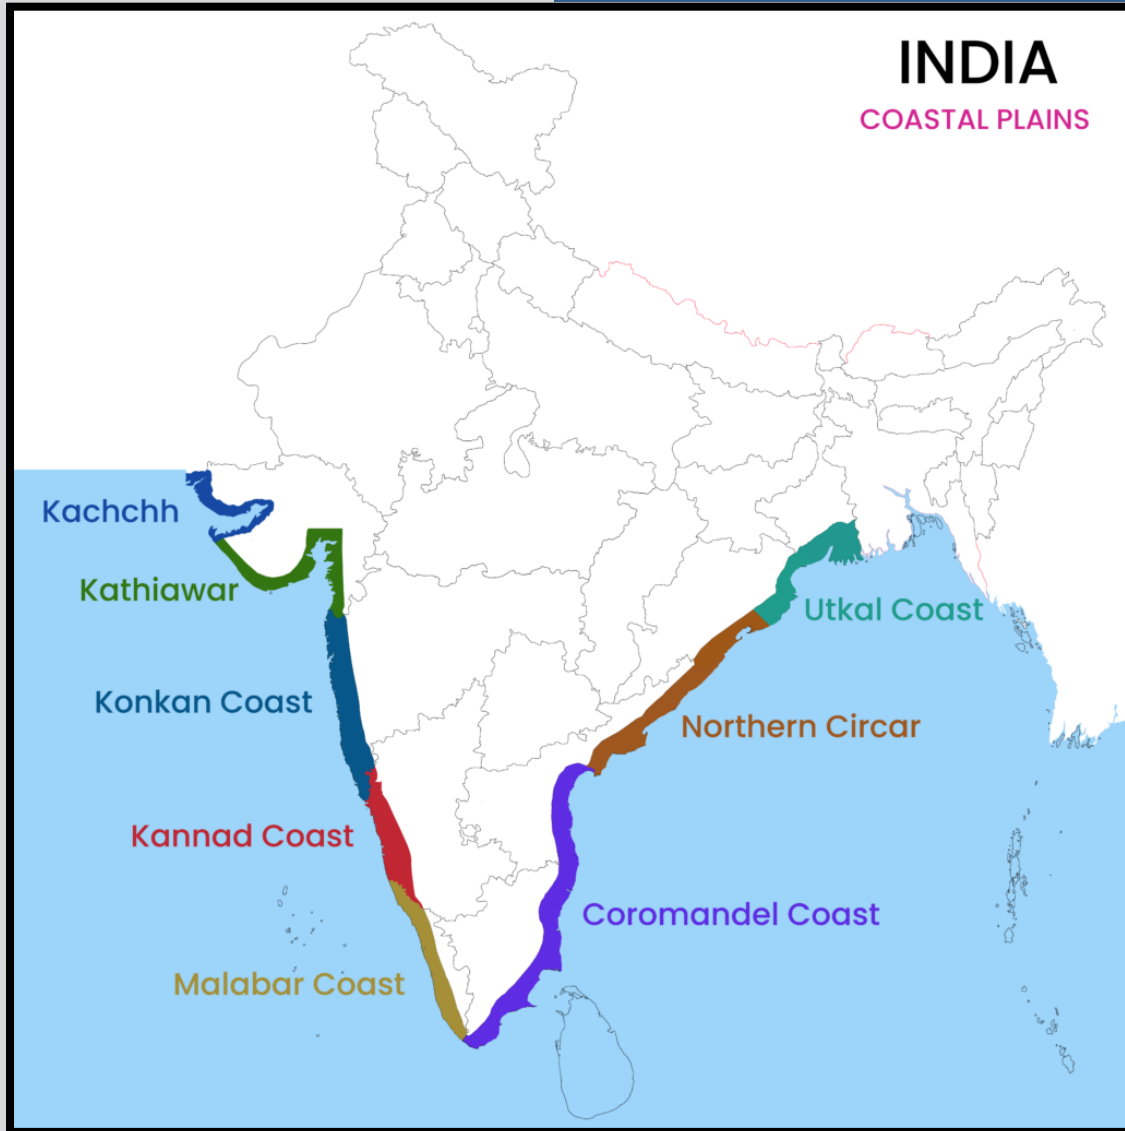 INDIA
COASTAL PLAINS
Kachchh
Kathiawar
Utkal Coast
Konkan Coast
Northern Circar
Kannad Coast
Coromandel Coast
Malabar Coast